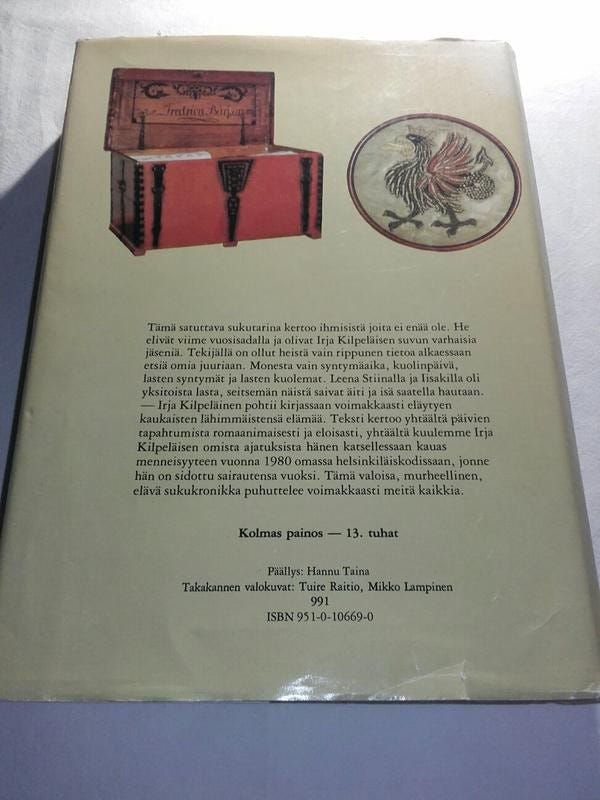 Tämä satuttava sukutarina kertoo ihmisistä joita ei enää ole. He
elivät viime vuosisadalla ja olivat Irja Kilpeläisen suvun varhaisia
jäseniä. Tekijällä on ollut heistä vain rippunen tietoa alkaessaan
etsiä omia juuriaan. Monesta vain syntymäaika, kuolinpäivä,
lasten syntymät ja lasten kuolemat. Leena Stiinalla ja Iisakilla oli
yksitoista lasta, seitsemän näistä saivat äiti ja isä saatella hautaan.
— Irja Kilpeläinen pohtii kirjassaan voimakkaasti eläytyen
kaukaisten lähimmäistensä elämää. Teksti kertoo yhtäältä päivien
tapahtumista romaanimaisesti ja eloisasti, yhtäältä kuulemme Irja
Kilpeläisen omista ajatuksista hänen katsellessaan kauas
menneisyyteen vuonna 1980 omassa helsinkiläiskodissaan, jonne
hän on sidottu sairautensa vuoksi. Tämä valoisa, murheellinen,
elävä sukukronikka puhuttelee voimakkaasti meitä kaikkia.
Kolmas painos — 13. tuhat
Päällys: Hannu Taina
Takakannen valokuvat: Tuire Raitio, Mikko Lampinen
991
ISBN 951-0-10669-0